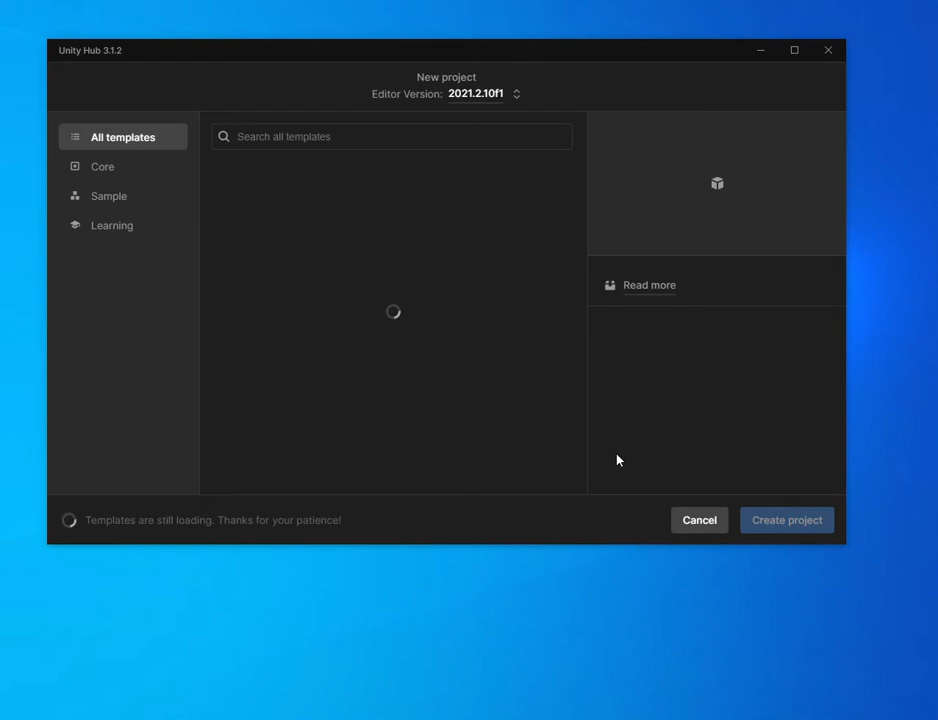 Unity Hub 3.1.2
New project
Editor Version: 2021.2.10f1
All templates
Core
Sample
Learning
Search all templates
Read more
Templates are still loading. Thanks for your patience!
Cancel
Create project